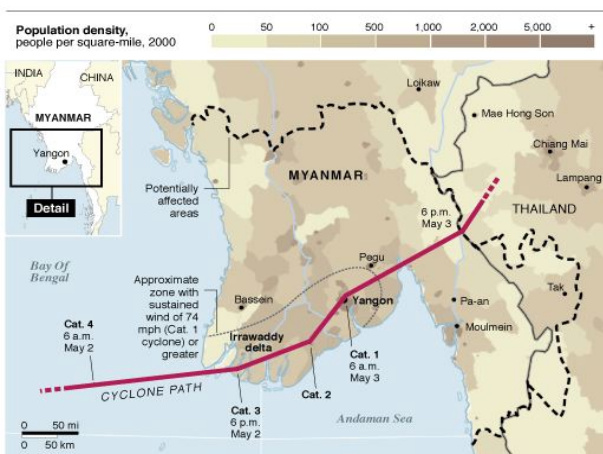 Population density,
people per square-mile, 2000
0 50 100 500 1,000 2,000 5,000 +
INDIA
CHINA
MYANMAR
Yangon
Detail
Loikaw
Mae Hong Son
Chiang Mai
Lampang
MYANMAR
Potentially
affected
areas
6 p.m.
May 3
THAILAND
Bay Of
Bengal
Pegu
Approximate
zone with
sustained
wind of 74
mph (Cat. 1
cyclone) or
greater
Bassein
Yangon
Pa-an
Tak
Moulmein
Irrawaddy
delta
Cat. 4
6 a.m.
May 2
Cat. 1
6 a.m.
May 3
CYCLONE PATH
Cat. 2
Cat. 3
6 p.m.
May 2
Andaman Sea
0 50 mi
0 50 km